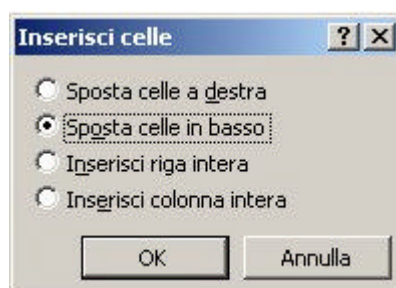 Inserisci celle
Sposta celle a destra
Sposta celle in basso
Inserisci riga intera
Inserisci colonna intera
OK Annulla